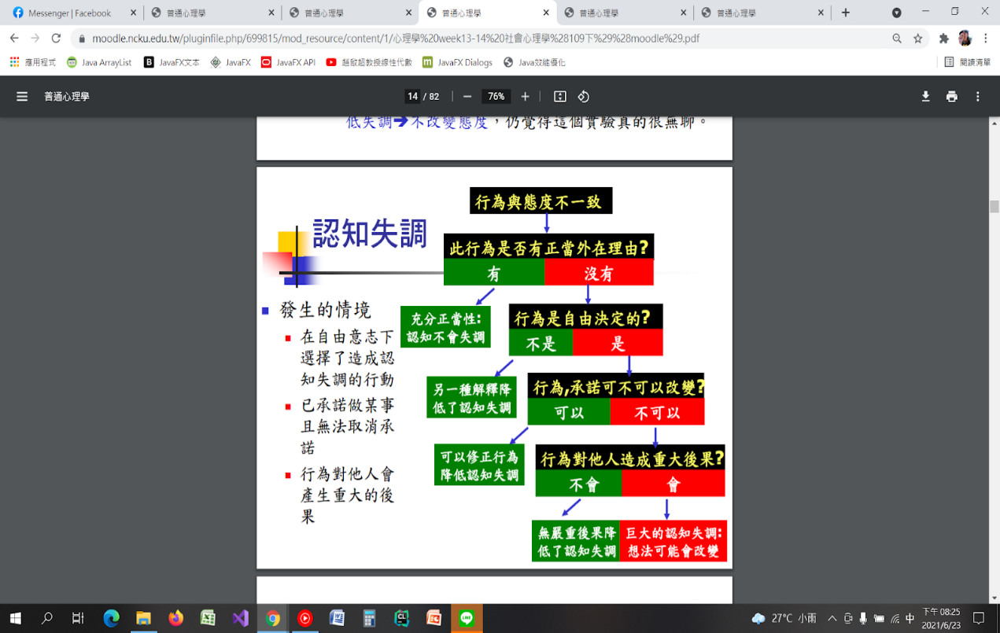 Messenger | Facebook
普通心理學
普通心理學
普通心理學
普通心理學
普通心理學
moodle.ncku.edu.tw/pluginfile.php/699815/mod_resource/content/1/心理學%20week13-14%20社會心理學%28109下%29%28moodle%29.pdf
應用程式
Java ArrayList
JavaFX文本
JavaFX
JavaFX API
趙啟超教授線性代數
JavaFX Dialogs
Java效能優化
閱讀清單
普通心理學
14 / 82
76%
低失調➔不改變態度，仍覺得這個實驗真的很無聊。
認知失調
發生的情境
在自由意志下
選擇了造成認
知失調的行動
已承諾做某事
且無法取消承
諾
行為對他人會
產生重大的後
果
行為與態度不一致
此行為是否有正當外在理由?
有
沒有
充分正當性:
認知不會失調
行為是自由決定的?
不是
是
另一種解釋降
低了認知失調
行為,承諾可不可以改變?
可以
不可以
可以修正行為
降低認知失調
行為對他人造成重大後果?
不會
會
無嚴重後果降
低了認知失調
巨大的認知失調:
想法可能會改變
27°C 小雨
中
下午 08:25
2021/6/23